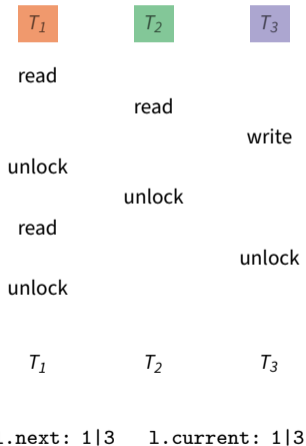 T1 T2 T3
read
read
write
unlock
unlock
read
unlock
unlock
T1 T2 T3
l.next: 1|3 l.current: 1|3